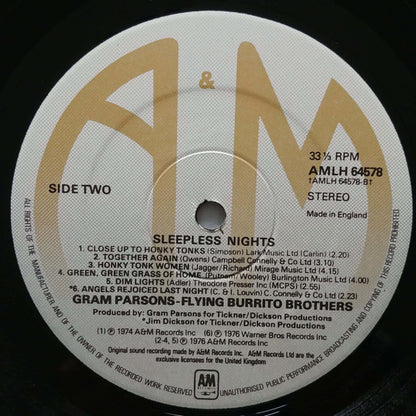 A&M
SIDE TWO
33⅓ RPM
AMLH 64578
†AMLH 64578-B†
STEREO
Made in England
SLEEPLESS NIGHTS
1. CLOSE UP TO HONKY TONKS (Simpson) Lark Music Ltd (Carlin) (2.20)
2. TOGETHER AGAIN (Owens) Campbell Connelly & Co Ltd (3.10)
3. HONKY TONK WOMEN (Jagger/Richard) Mirage Music Ltd (4.15)
4. GREEN, GREEN GRASS OF HOME (Putnam/Wooley) Burlington Music Ltd (4.00)
5. DIM LIGHTS (Adler) Theodore Presser Inc (MCPS) (2.55)
*6. ANGELS REJOICED LAST NIGHT (C. & I. Louvin) C. Connelly & Co Ltd (2.23)
GRAM PARSONS-FLYING BURRITO BROTHERS
Produced by: Gram Parsons for Tickner/Dickson Productions
*Jim Dickson for Tickner/Dickson Productions
(1) ℗ 1974 A&M Records Inc (6) ℗ 1976 Warner Bros Records Inc
(2-4, 5) ℗ 1976 A&M Records Inc
Original sound recording made by A&M Records Inc. A&M Records Ltd are the
exclusive licensees for the United Kingdom
A&M
RECORDS
ALL RIGHTS OF THE MANUFACTURERS AND OF THE OWNER OF THE RECORDED WORK RESERVED
UNAUTHORISED PUBLIC PERFORMANCE BROADCASTING AND COPYING OF THIS RECORD PROHIBITED